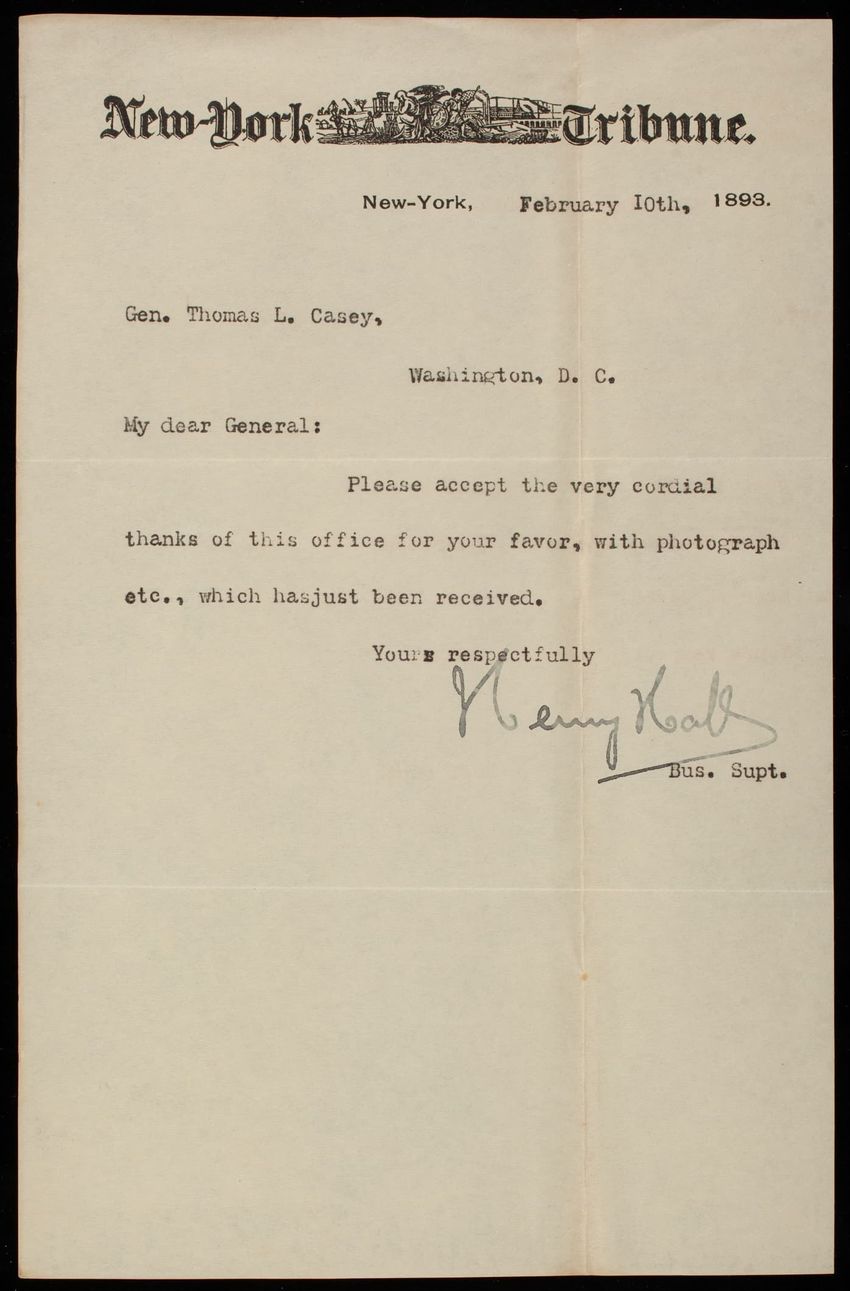 New-York Tribune.
New-York, February 10th, 1893.
Gen. Thomas L. Casey,
Washington, D. C.
My dear General:
Please accept the very cordial
thanks of this office for your favor, with photograph
etc., which hasjust been received.
Yours respectfully
Henry Hall
Bus. Supt.